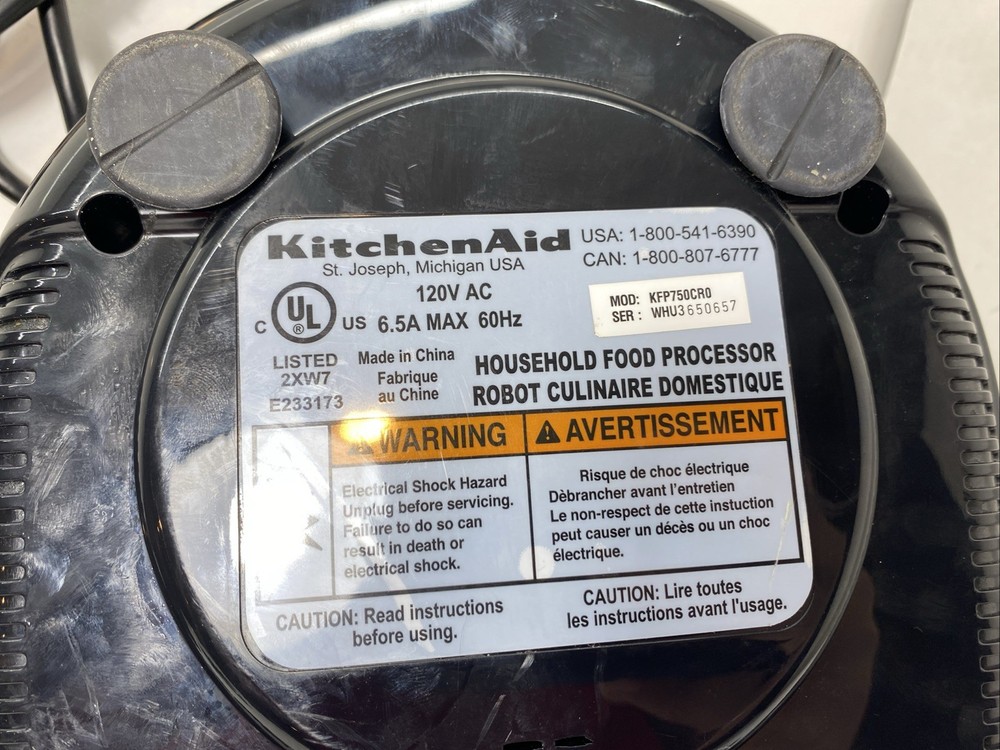 KitchenAid
St. Joseph, Michigan USA
USA: 1-800-541-6390
CAN: 1-800-807-6777
120V AC
6.5A MAX 60Hz
C UL ® US
MOD: KFP750CR0
SER: WHU3650657
LISTED
2XW7
E233173
Made in China
Fabrique
au Chine
HOUSEHOLD FOOD PROCESSOR
ROBOT CULINAIRE DOMESTIQUE
WARNING
Electrical Shock Hazard
Unplug before servicing.
Failure to do so can
result in death or
electrical shock.
AVERTISSEMENT
Risque de choc électrique
Dèbrancher avant l'entretien
Le non-respect de cette instuction
peut causer un décès ou un choc
électrique.
CAUTION: Read instructions
before using.
CAUTION: Lire toutes
les instructions avant l'usage.